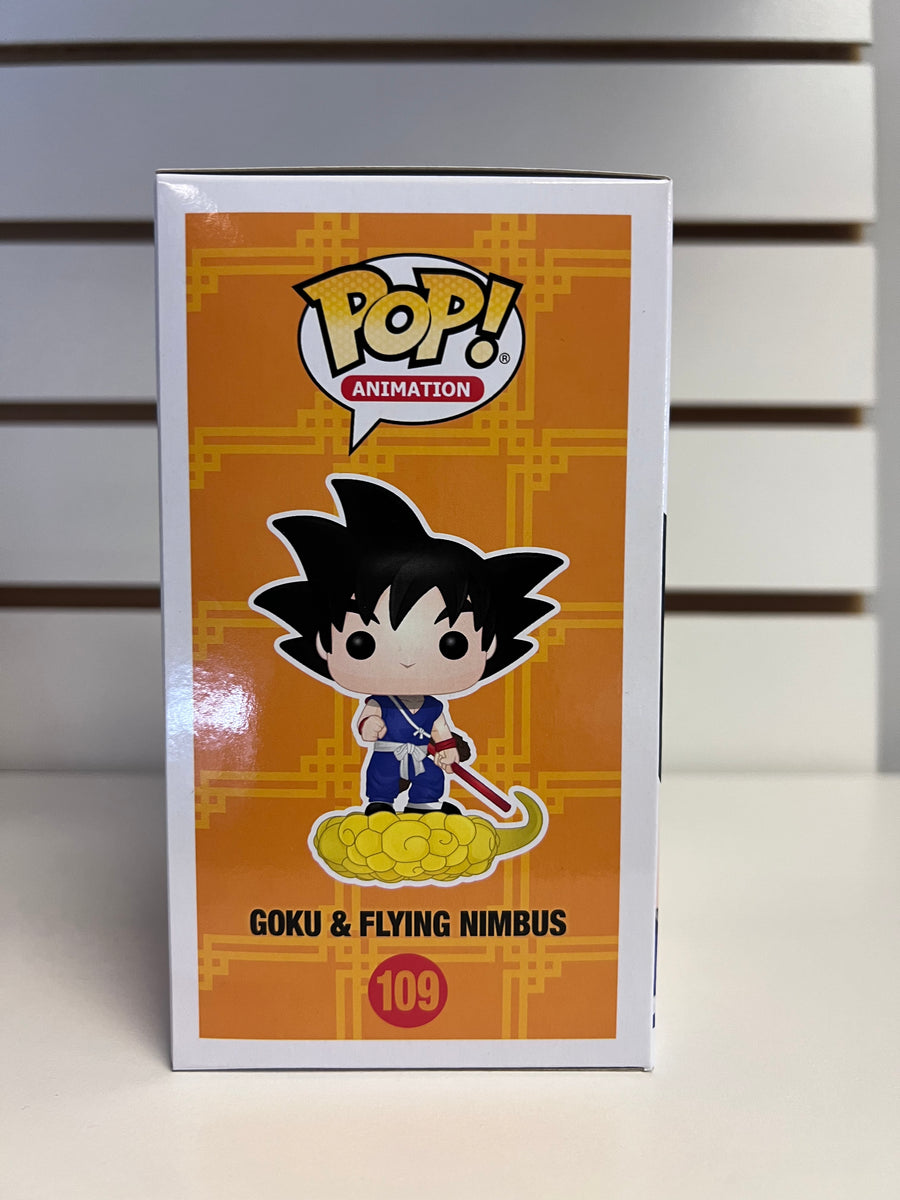 POP!®
ANIMATION
GOKU & FLYING NIMBUS
109